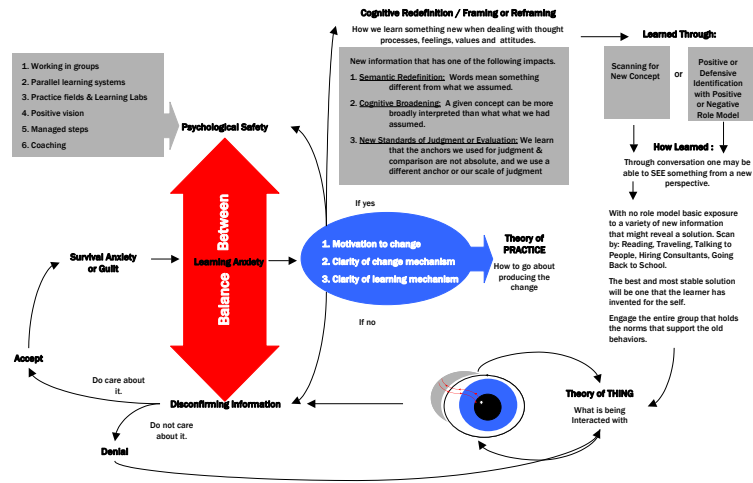 Cognitive Redefinition / Framing or Reframing
How we learn something new when dealing with thought
processes, feelings, values and attitudes.
Learned Through:
1. Working in groups
2. Parallel learning systems
3. Practice fields & Learning Labs
4. Positive vision
5. Managed steps
6. Coaching
New information that has one of the following impacts.
1. Semantic Redefinition: Words mean something
different from what we assumed.
2. Cognitive Broadening: A given concept can be more
broadly interpreted than what what we had
assumed.
3. New Standards of Judgment or Evaluation: We learn
that the anchors we used for judgment &
comparison are not absolute, and we use a
different anchor or our scale of judgment
Scanning for
New Concept
or
Positive or
Defensive
Identification
with Positive
or Negative
Role Model
Psychological Safety
How Learned :
Through conversation one may be
able to SEE something from a new
perspective.
If yes
With no role model basic exposure
to a variety of new information
that might reveal a solution. Scan
by: Reading, Traveling, Talking to
People, Hiring Consultants, Going
Back to School.
The best and most stable solution
will be one that the learner has
invented for the self.
Engage the entire group that holds
the norms that support the old
behaviors.
Survival Anxiety
or Guilt
Balance Between
Learning Anxiety
1. Motivation to change
2. Clarity of change mechanism
3. Clarity of learning mechanism
Theory of
PRACTICE
How to go about
producing the
change
If no
Accept
Do care about
it.
Disconfirming Information
Do not care
about it.
Denial
Theory of THING
What is being
Interacted with